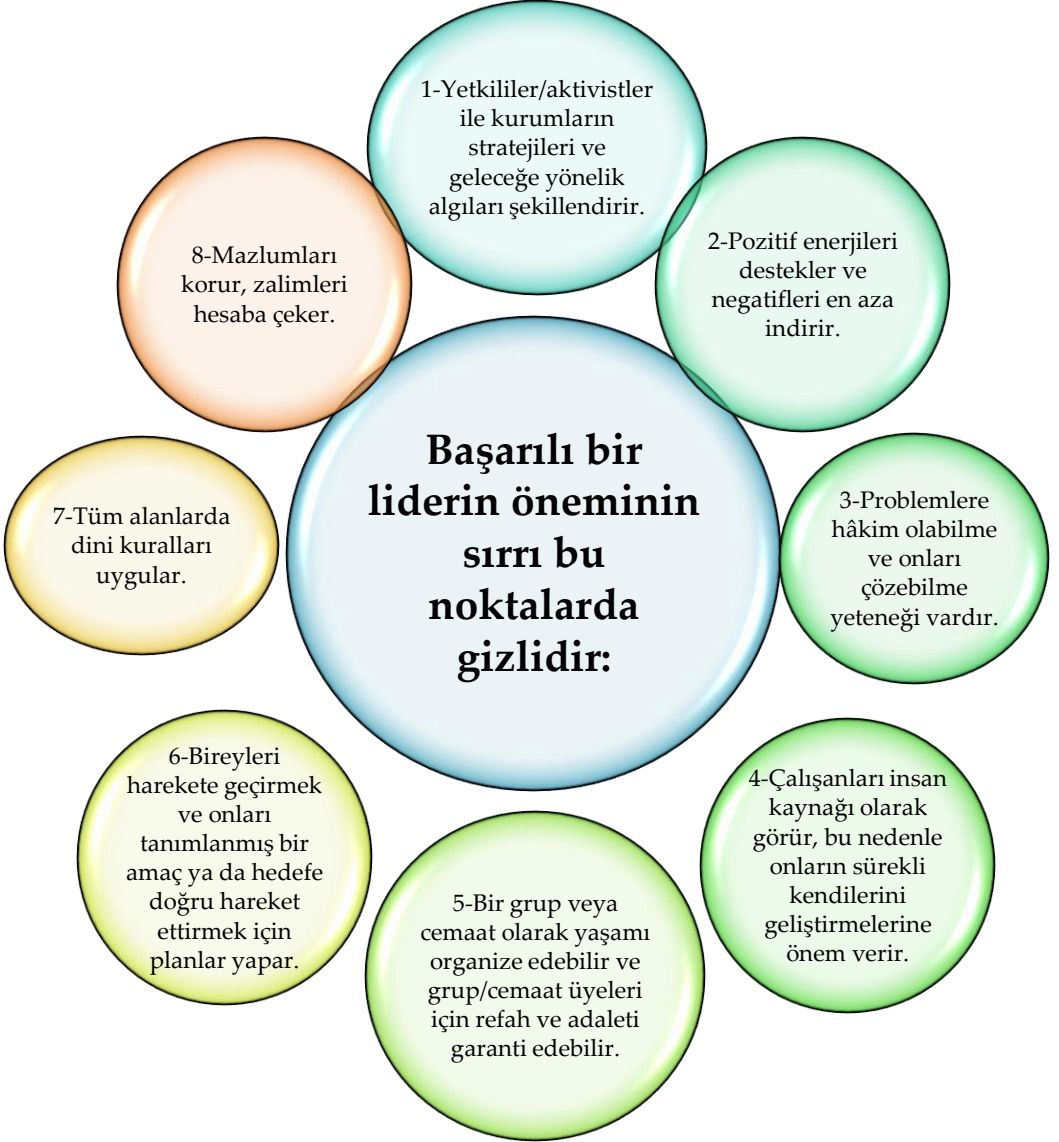 1-Yetkililer/aktivistler
ile kurumların
stratejileri ve
geleceğe yönelik
algıları şekillendirir.
2-Pozitif enerjileri
destekler ve
negatifleri en aza
indirir.
3-Problemlere
hâkim olabilme
ve onları
çözebilme
yeteneği vardır.
4-Çalışanları insan
kaynağı olarak
görür, bu nedenle
onların sürekli
kendilerini
geliştirmelerine
önem verir.
5-Bir grup veya
cemaat olarak yaşamı
organize edebilir ve
grup/cemaat üyeleri
için refah ve adaleti
garanti edebilir.
6-Bireyleri
harekete geçirmek
ve onları
tanımlanmış bir
amaç ya da hedefe
doğru hareket
ettirmek için
planlar yapar.
7-Tüm alanlarda
dini kuralları
uygular.
8-Mazlumları
korur, zalimleri
hesaba çeker.
Başarılı bir
liderin öneminin
sırrı bu
noktalarda
gizlidir: